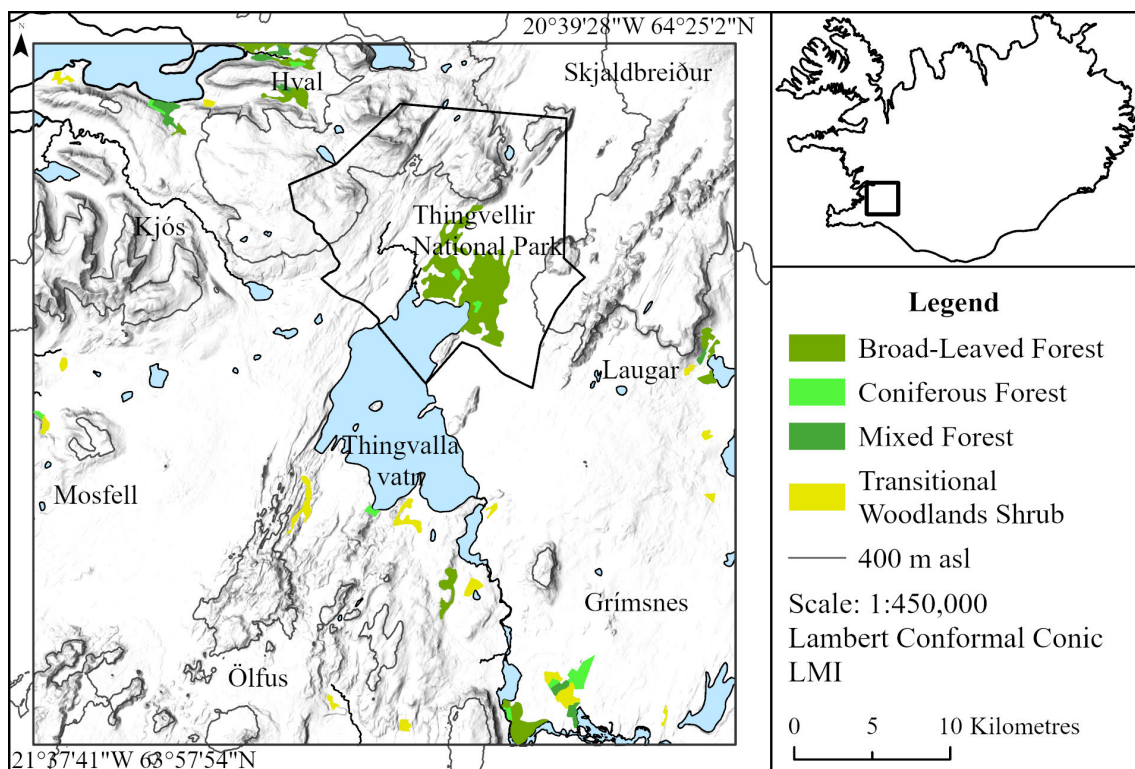 N
20°39'28"W 64°25'2"N
Hval
Skjaldbreiður
Thingvellir
National Park
Kjós
Laugar
Thingvalla
vatn
Mosfell
Grímsnes
Ölfus
21°37'41"W 63°57'54"N
Legend
Broad-Leaved Forest
Coniferous Forest
Mixed Forest
Transitional
Woodlands Shrub
400 m asl
Scale: 1:450,000
Lambert Conformal Conic
LMI
0 5 10 Kilometres